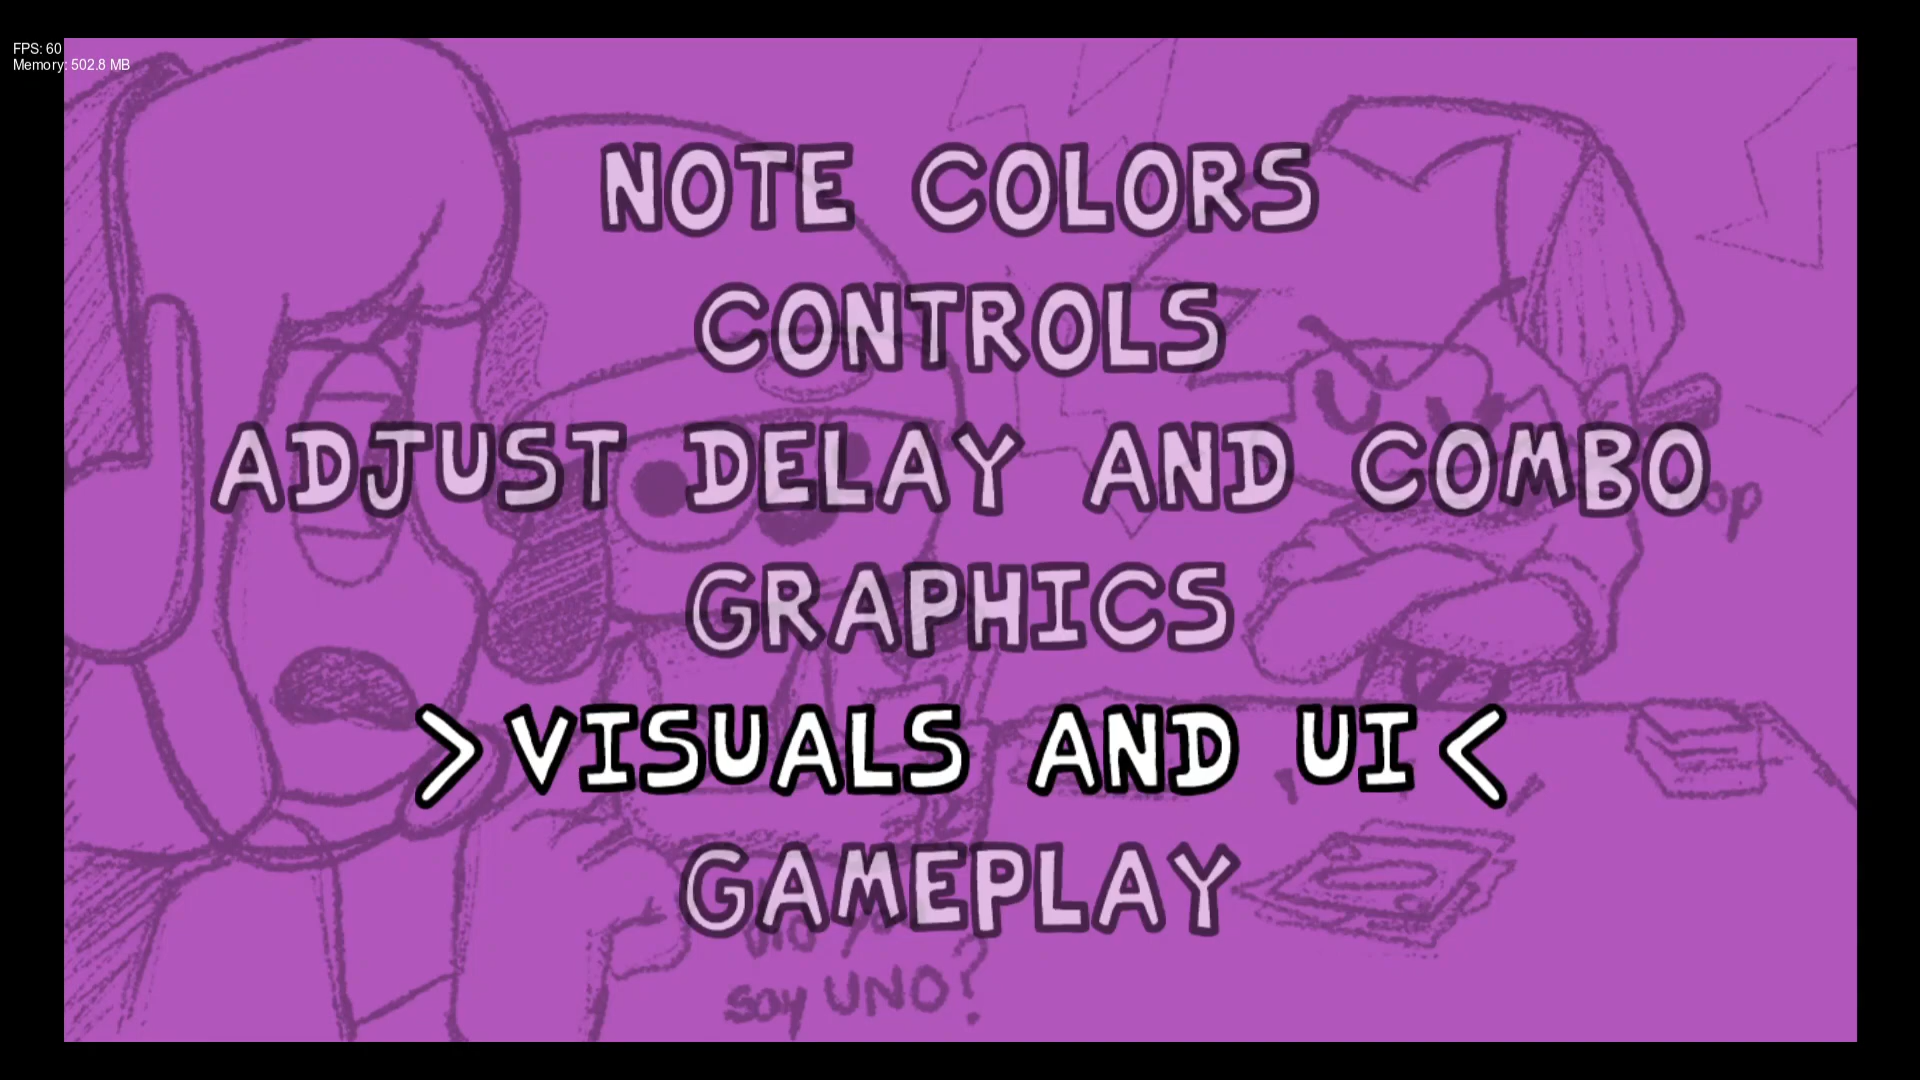 FPS: 60
Memory: 502.8 MB
NOTE COLORS
CONTROLS
ADJUST DELAY AND COMBO
GRAPHICS
>VISUALS AND UI<
GAMEPLAY
say UNO?